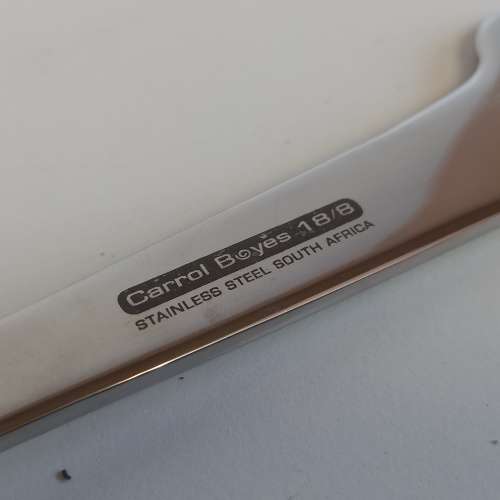 Carrol Boyes 18/8
STAINLESS STEEL SOUTH AFRICA